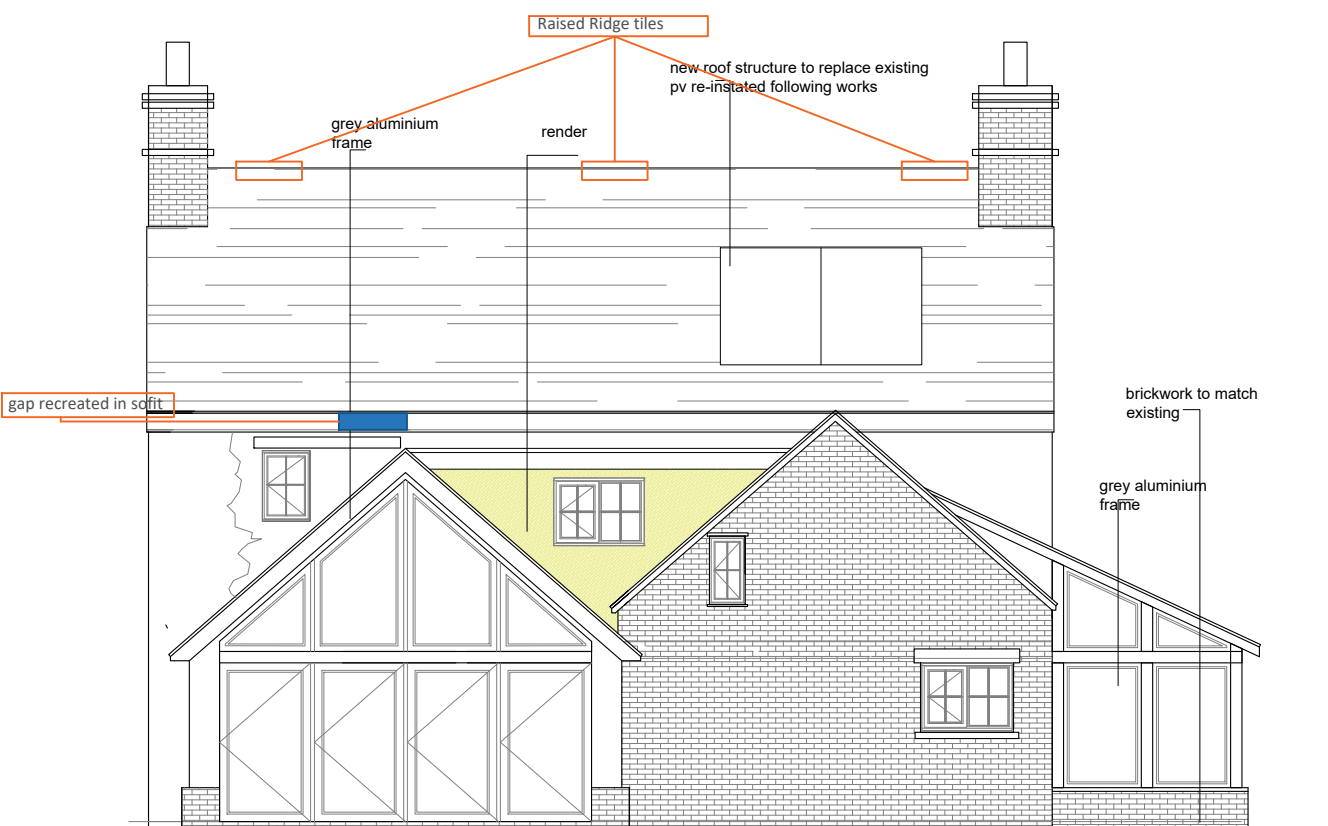 Raised Ridge tiles
new roof structure to replace existing
pv re-instated following works
grey aluminium
frame
render
gap recreated in sofit
brickwork to match
existing
grey aluminium
frame